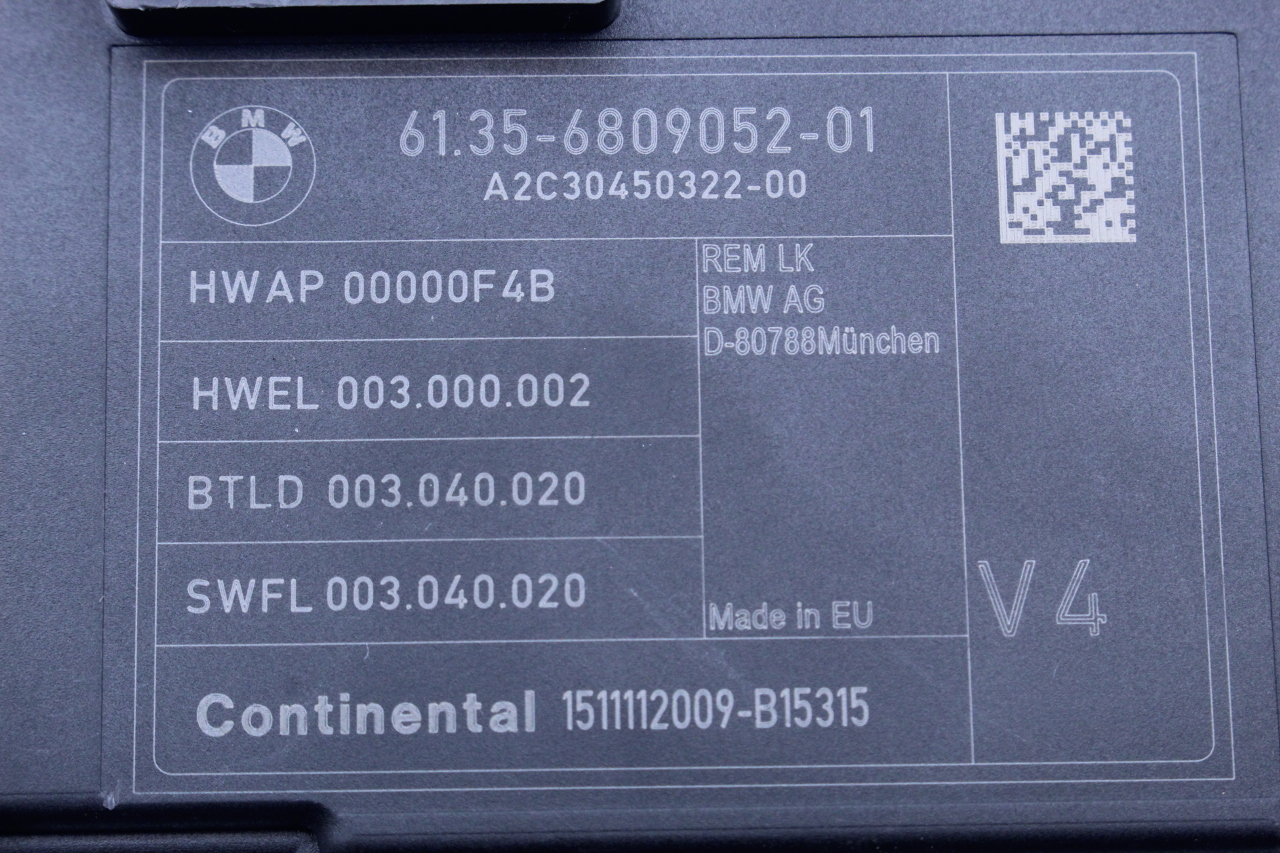 BMW
61.35-6809052-01
A2C30450322-00
HWAP 00000F4B
HWEL 003.000.002
BTLD 003.040.020
SWFL 003.040.020
REM LK
BMW AG
D-80788München
Made in EU
V4
Continental 1511112009-B15315